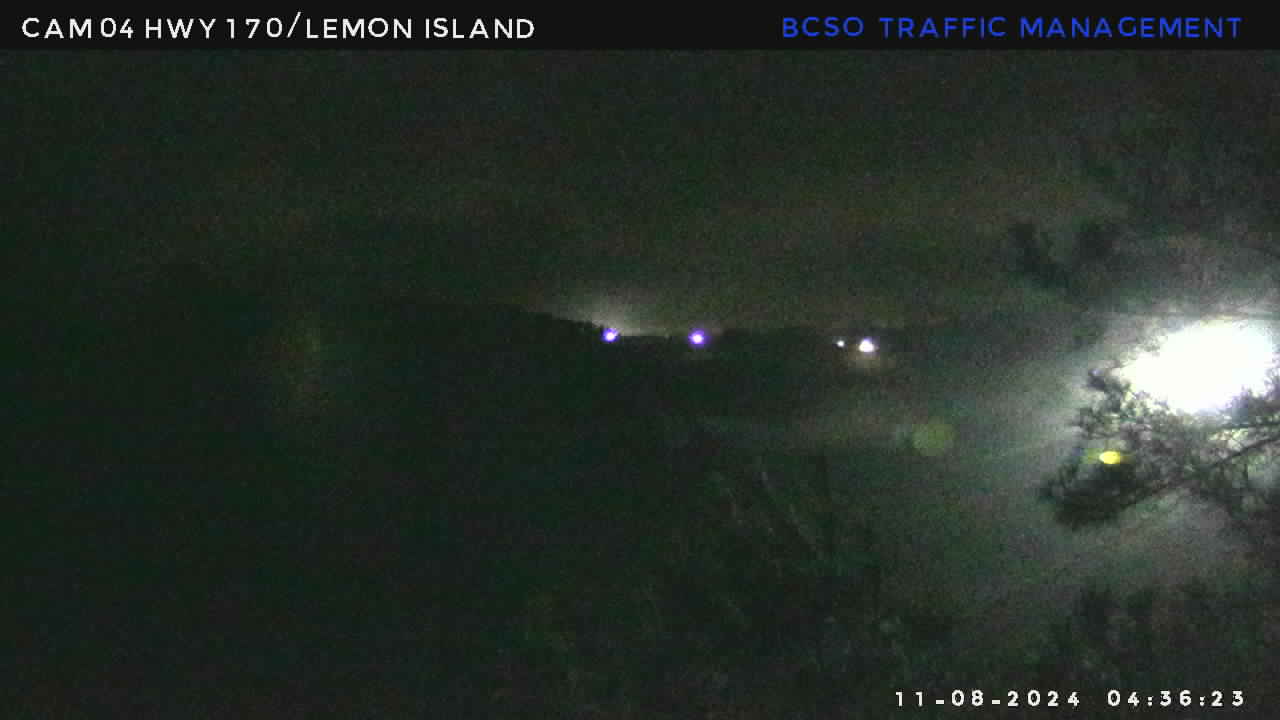 CAM04 HWY 170/LEMON ISLAND
BCSO TRAFFIC MANAGEMENT
11-08-2024 04:36:23